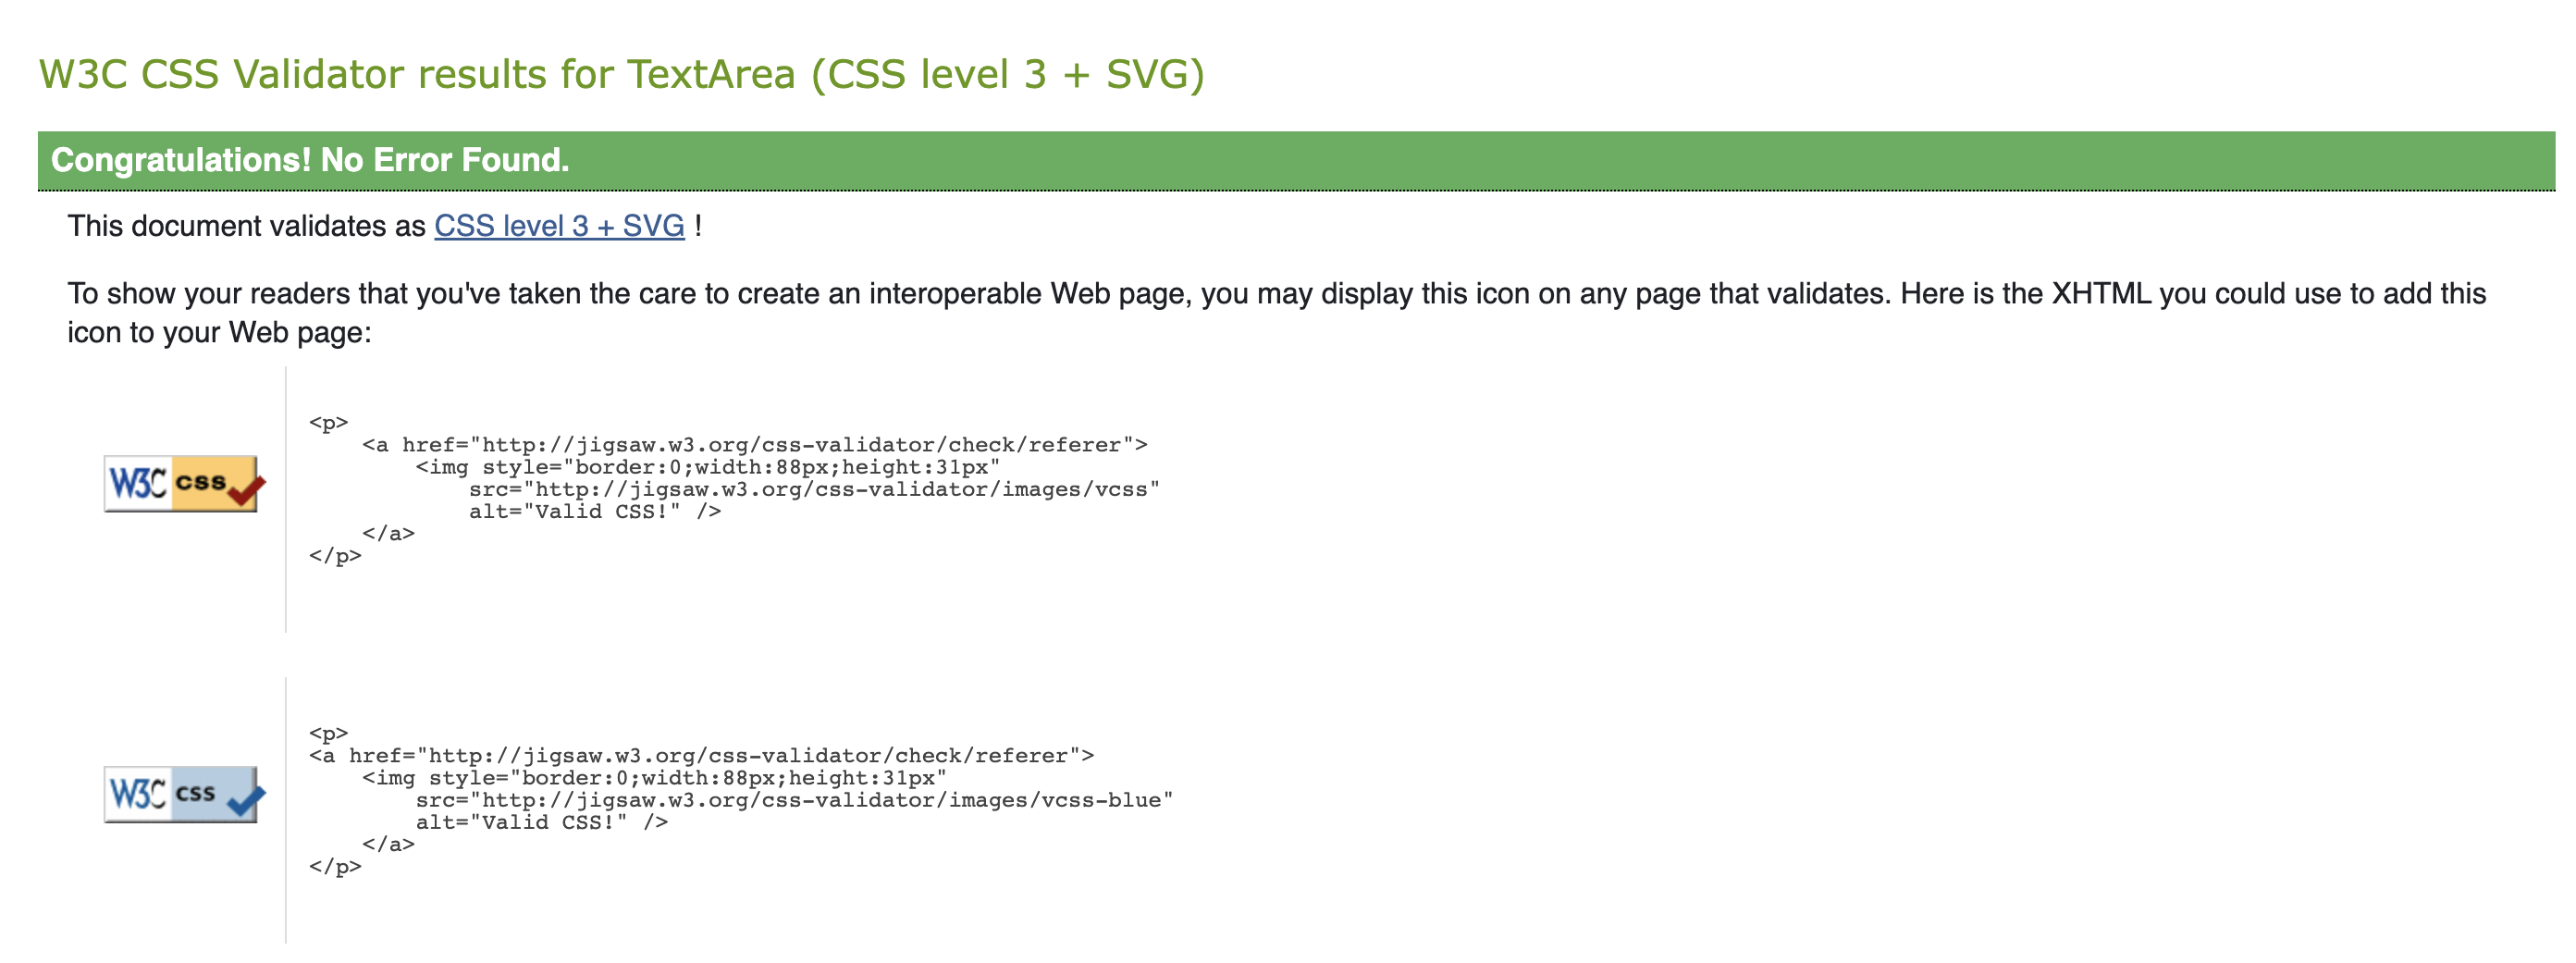 W3C CSS Validator results for TextArea (CSS level 3 + SVG)
Congratulations! No Error Found.
This document validates as CSS level 3 + SVG !
To show your readers that you've taken the care to create an interoperable Web page, you may display this icon on any page that validates. Here is the XHTML you could use to add this
icon to your Web page:
W3C css
<p>
    <a href="http://jigsaw.w3.org/css-validator/check/referer">
        <img style="border:0;width:88px;height:31px"
            src="http://jigsaw.w3.org/css-validator/images/vcss"
            alt="Valid CSS!" />
    </a>
</p>
W3C css
<p>
<a href="http://jigsaw.w3.org/css-validator/check/referer">
    <img style="border:0;width:88px;height:31px"
        src="http://jigsaw.w3.org/css-validator/images/vcss-blue"
        alt="Valid CSS!" />
    </a>
</p>